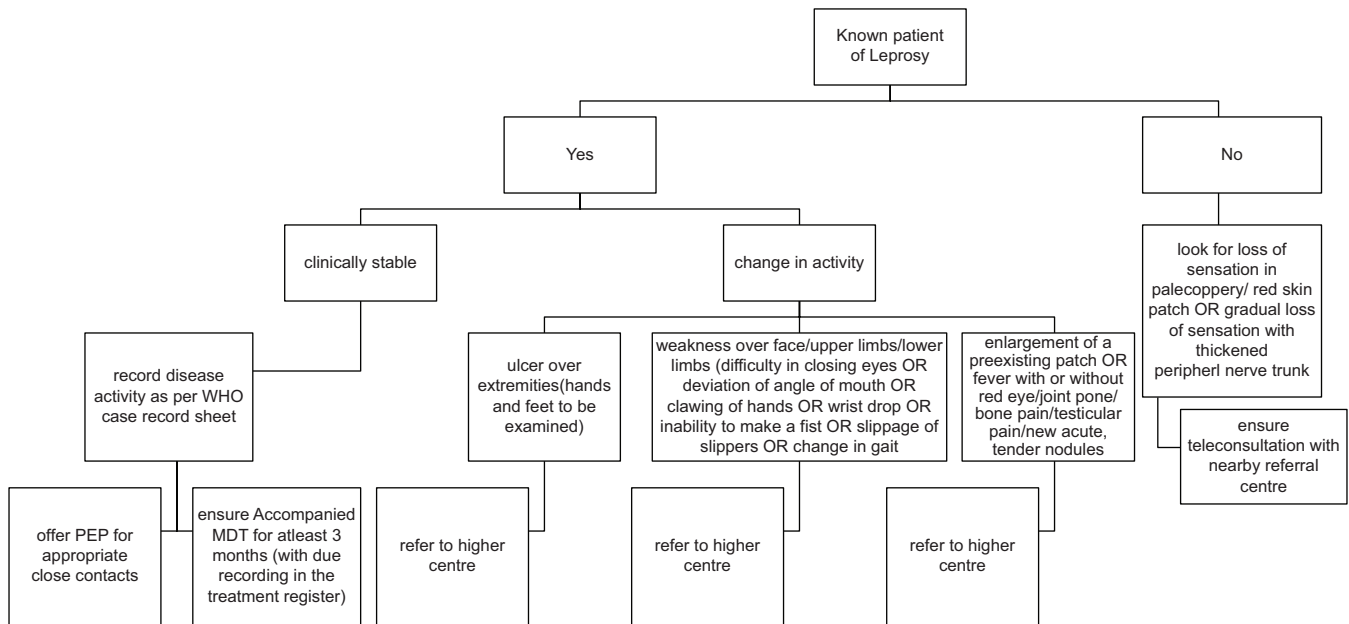 Known patient
of Leprosy
Yes
No
clinically stable
change in activity
look for loss of
sensation in
palecoppery/ red skin
patch OR gradual loss
of sensation with
thickened
peripherl nerve trunk
record disease
activity as per WHO
case record sheet
ulcer over
extremities(hands
and feet to be
examined)
weakness over face/upper limbs/lower
limbs (difficulty in closing eyes OR
deviation of angle of mouth OR
clawing of hands OR wrist drop OR
inability to make a fist OR slippage of
slippers OR change in gait
enlargement of a
preexisting patch OR
fever with or without
red eye/joint pone/
bone pain/testicular
pain/new acute,
tender nodules
ensure
teleconsultation with
nearby referral
centre
offer PEP for
appropriate
close contacts
ensure Accompanied
MDT for atleast 3
months (with due
recording in the
treatment register)
refer to higher
centre
refer to higher
centre
refer to higher
centre